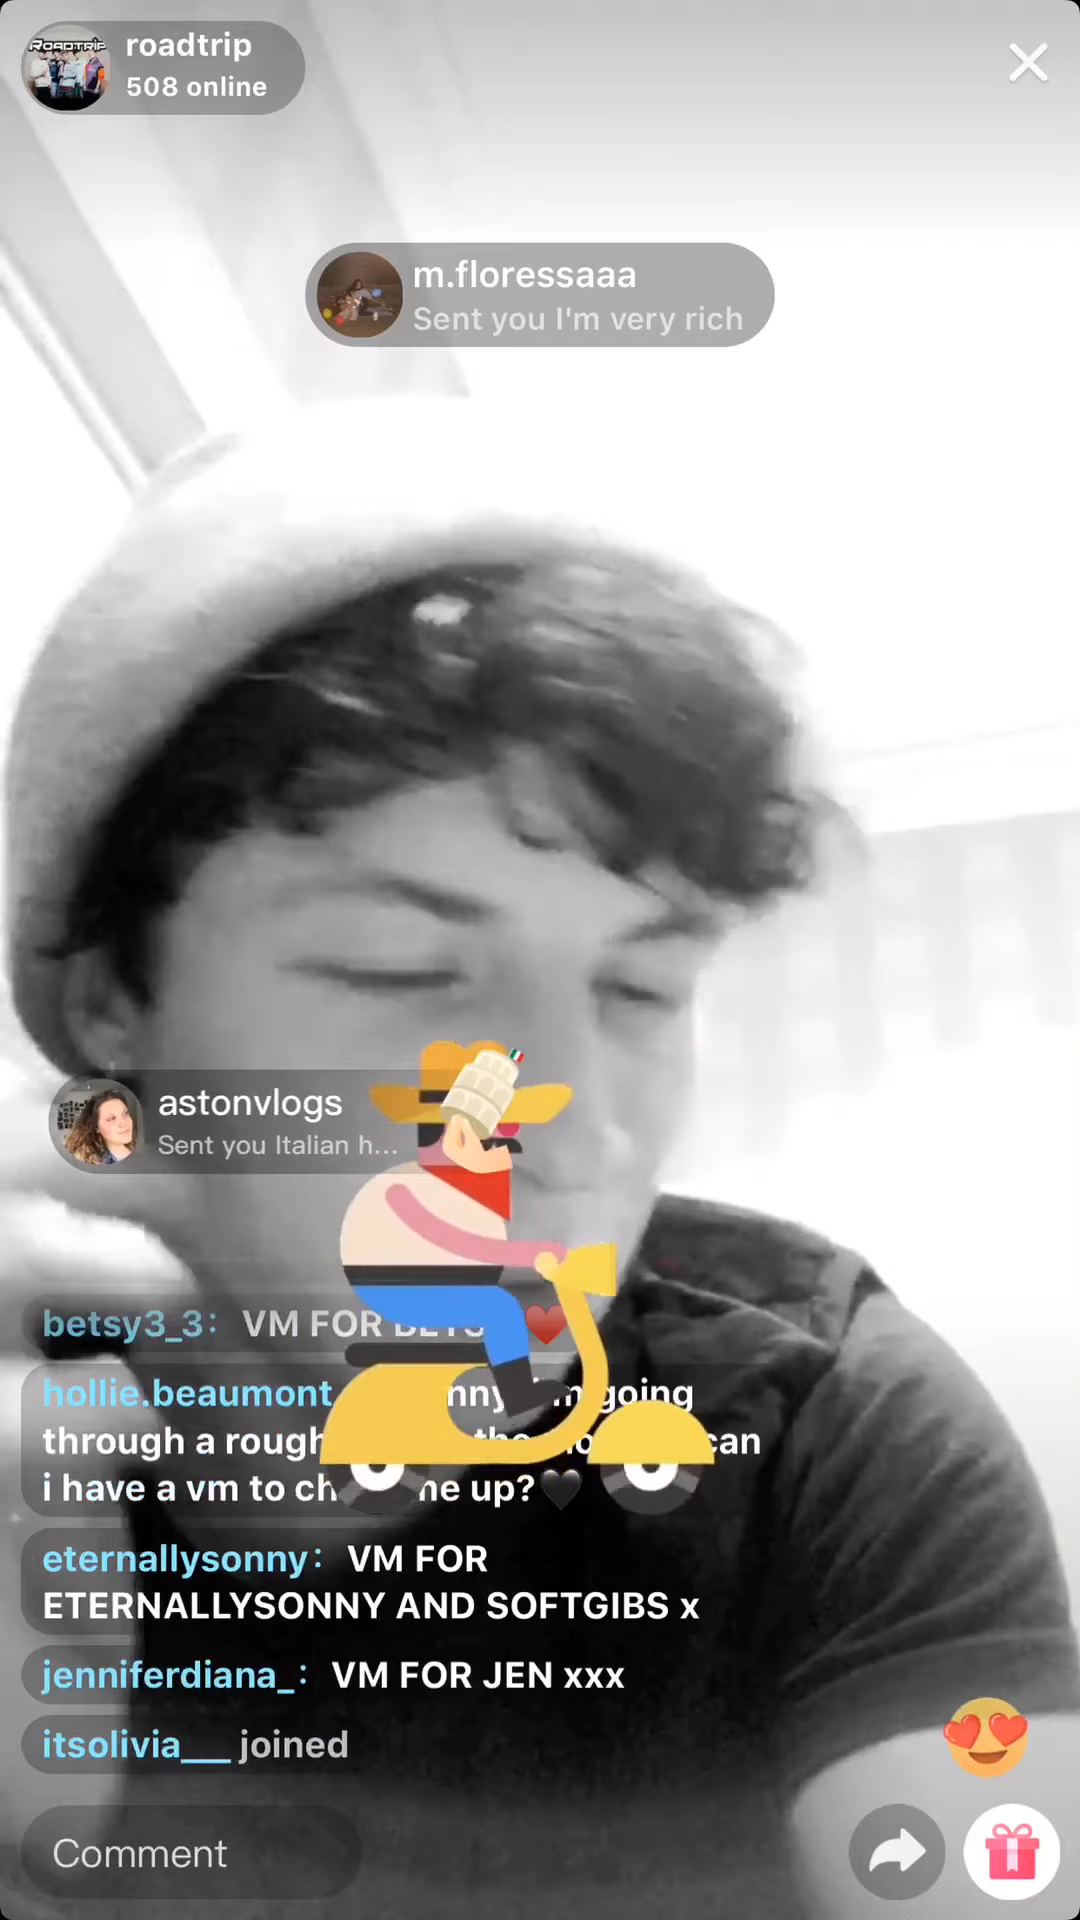 ROADTRIP
roadtrip
508 online
m.floressaaa
Sent you I'm very rich
astonvlogs
Sent you Italian h...
betsy3_3: VM FOR
hollie.beaumont going
through a rough the can
i have a vm to me up?🖤
eternallysonny: VM FOR
ETERNALLYSONNY AND SOFTGIBS x
jenniferdiana_: VM FOR JEN xxx
itsolivia___ joined
Comment